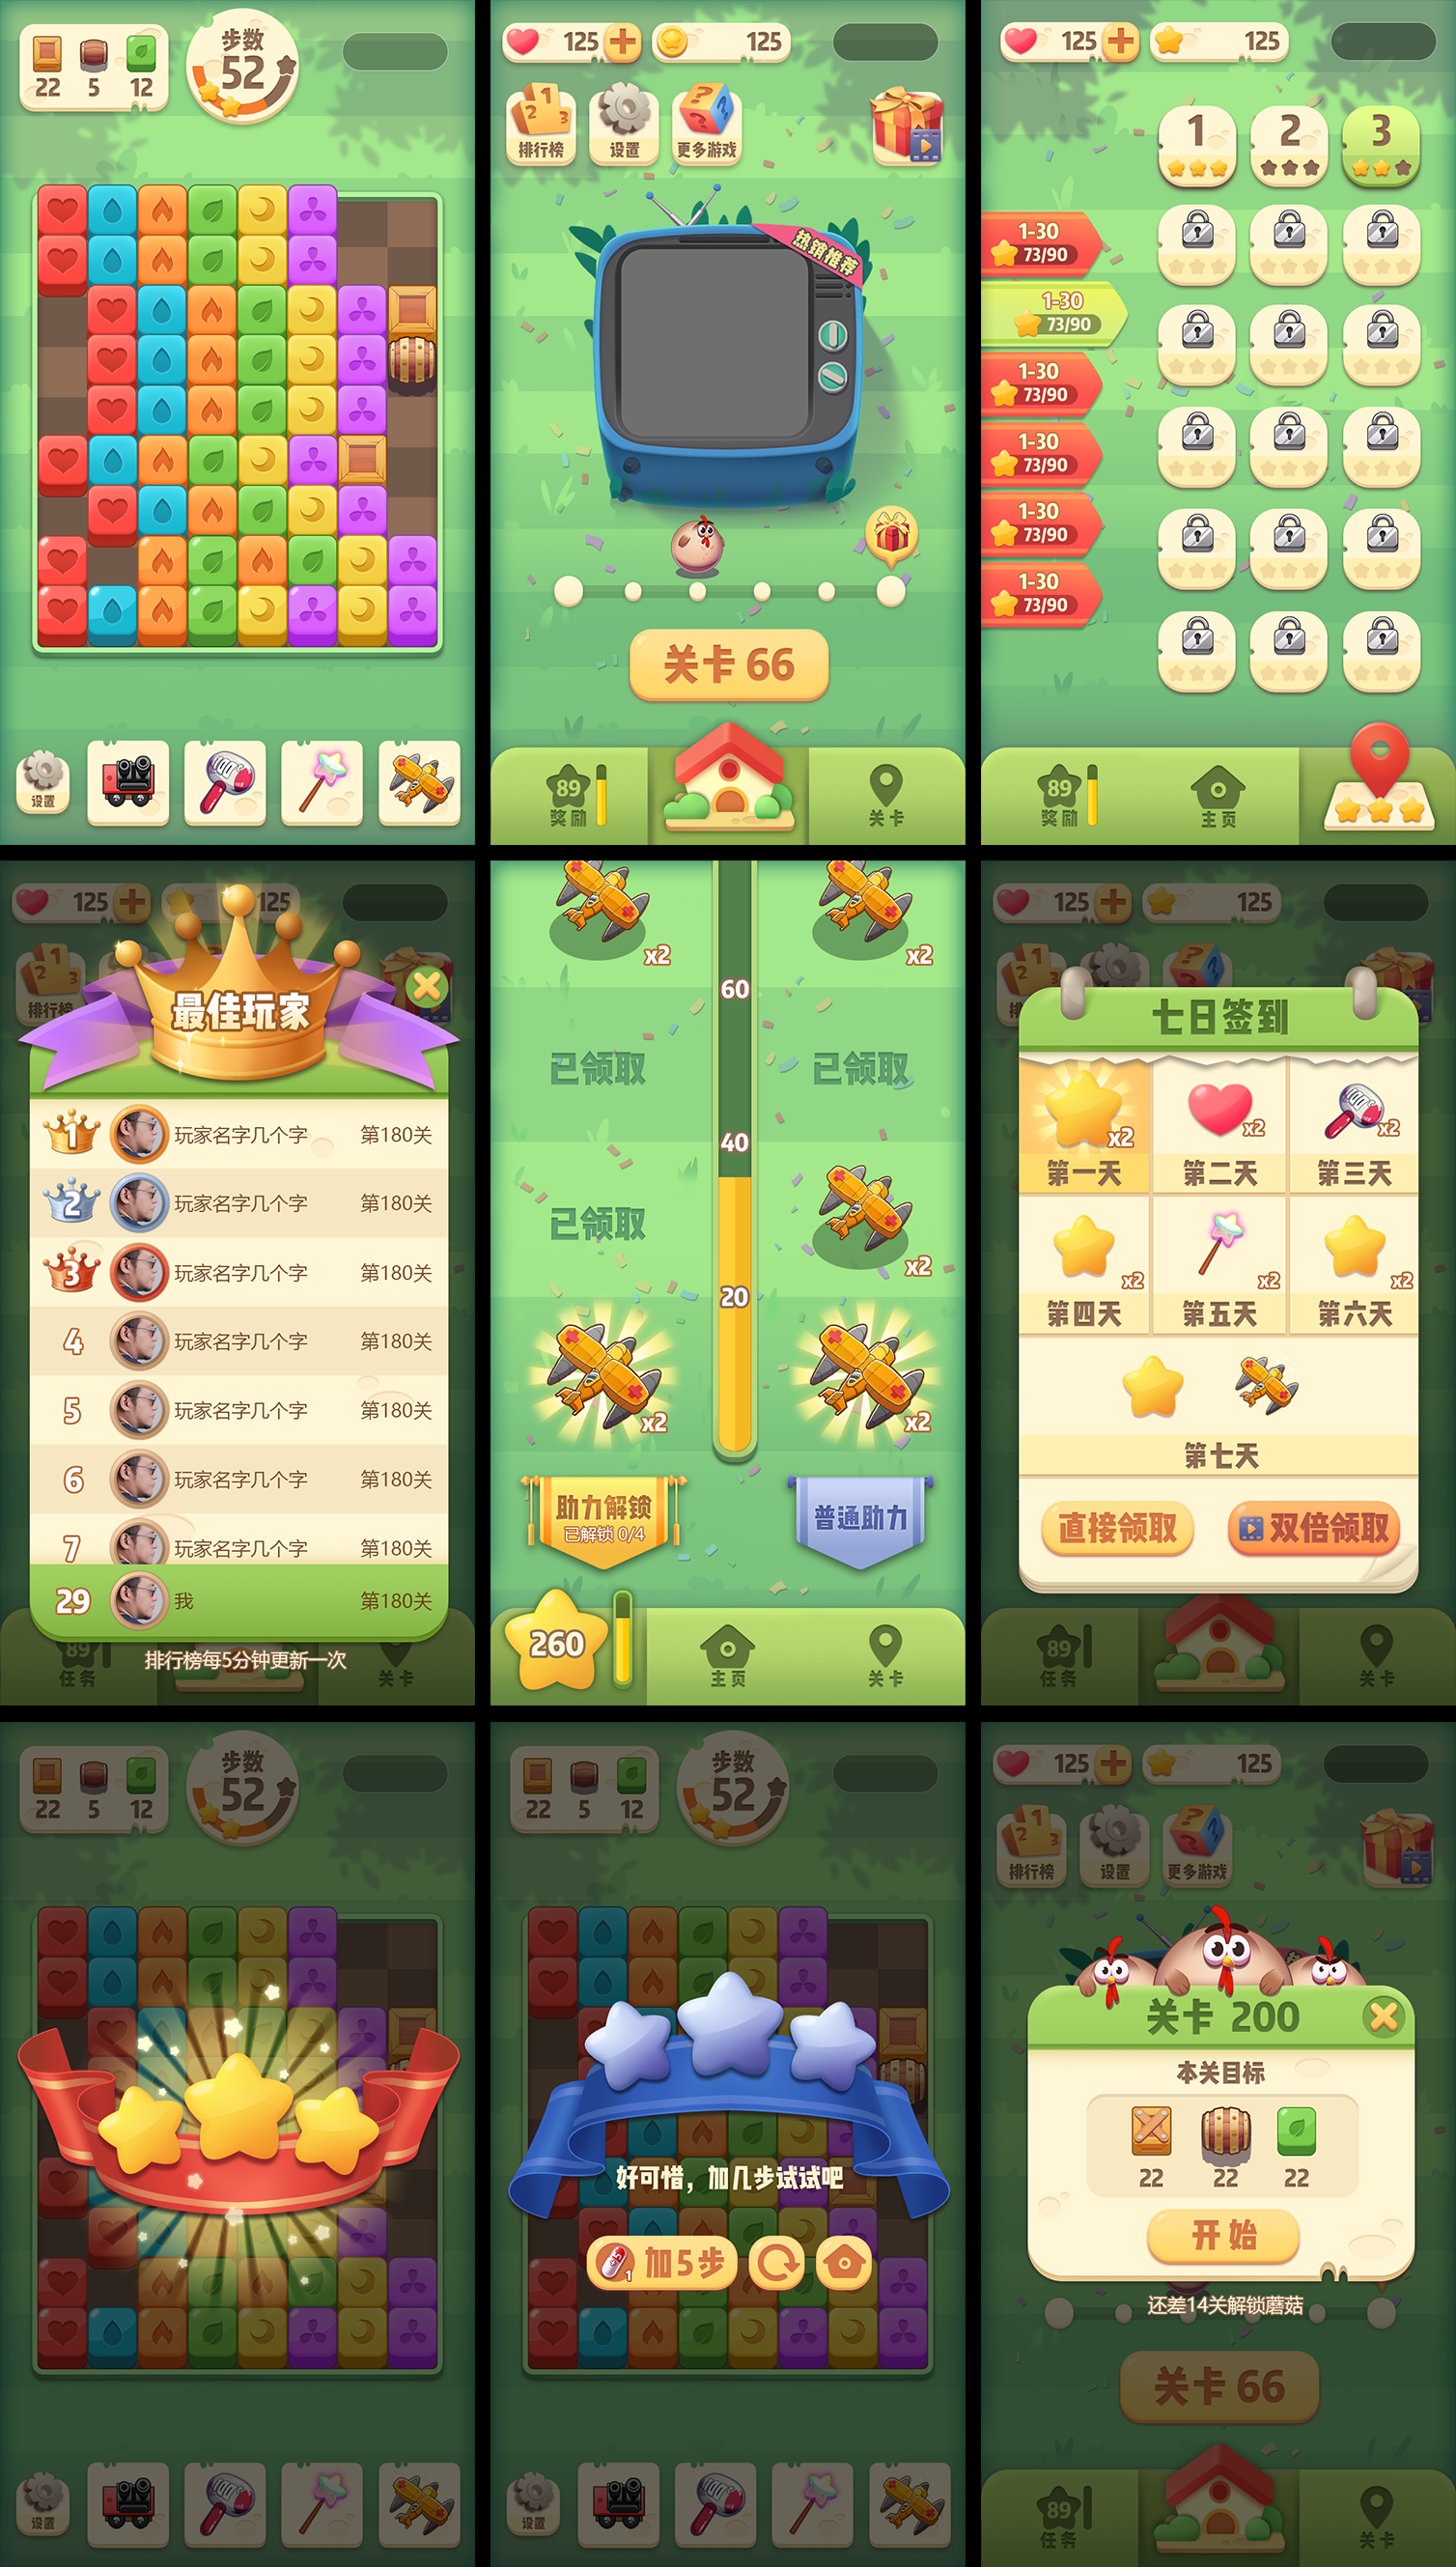 步数
52
22 5 12
设置
125 125
1 2 3
排行榜 设置 更多游戏
热销推荐
关卡 66
89
奖励 关卡
125 125
1 2 3
1-30
73/90
1-30
73/90
1-30
73/90
1-30
73/90
1-30
73/90
1-30
73/90
89
奖励 主页
125 125
1 2
排行
最佳玩家
1 玩家名字几个字 第180关
2 玩家名字几个字 第180关
3 玩家名字几个字 第180关
4 玩家名字几个字 第180关
5 玩家名字几个字 第180关
6 玩家名字几个字 第180关
7 玩家名字几个字 第180关
29 我 第180关
排行榜每5分钟更新一次
89
任务 关卡
x2 x2
60
已领取 已领取
40
已领取
x2
20
x2 x2
助力解锁
已解锁 0/4
普通助力
260
主页 关卡
125 125
七日签到
x2 x2 x2
第一天 第二天 第三天
x2 x2 x2
第四天 第五天 第六天
第七天
直接领取 双倍领取
89
任务 关卡
步数
52
22 5 12
设置
步数
52
22 5 12
好可惜，加几步试试吧
1 加5步
设置
125 125
1 2 3
排行榜 设置 更多游戏
关卡 200
本关目标
22 22 22
开始
还差14关解锁蘑菇
关卡 66
89
任务 关卡